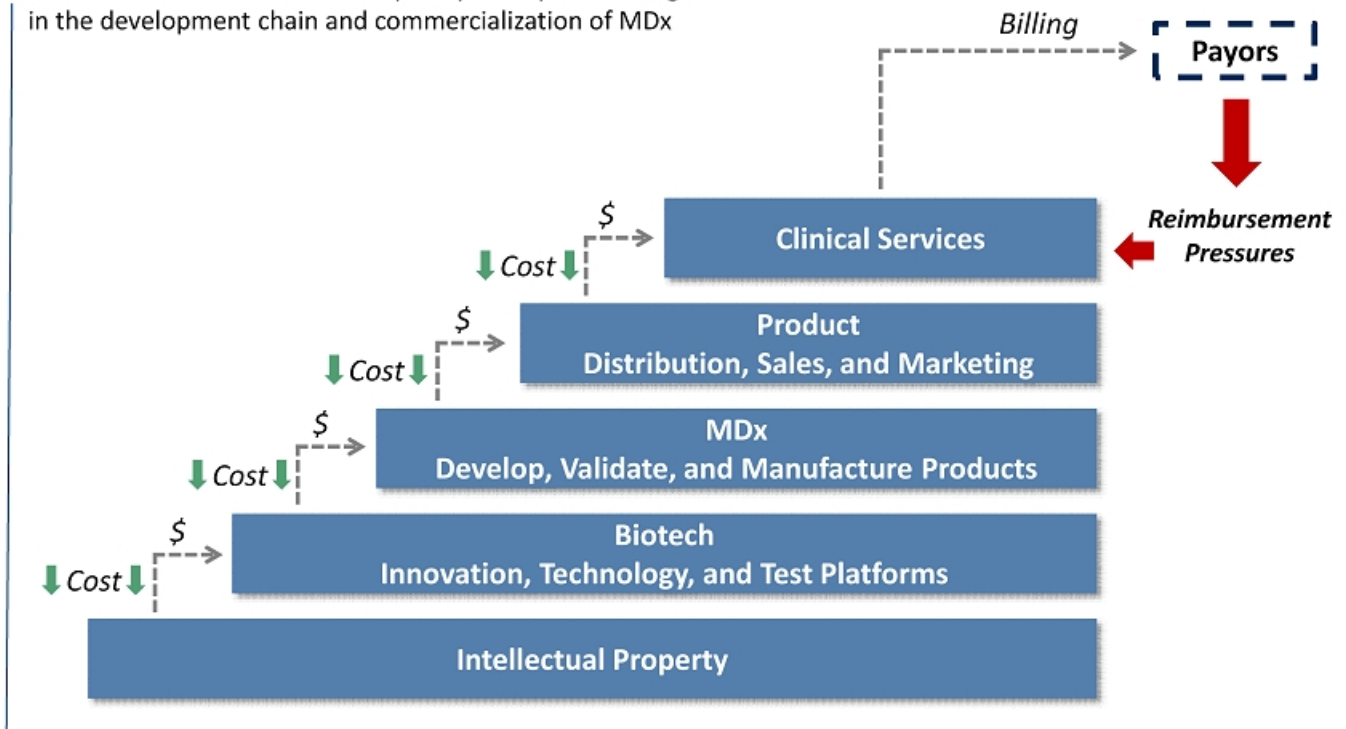 in the development chain and commercialization of MDx
Billing
Payors
$
Clinical Services
Reimbursement
Pressures
Cost
$
Product
Distribution, Sales, and Marketing
Cost
$
MDx
Develop, Validate, and Manufacture Products
Cost
$
Biotech
Innovation, Technology, and Test Platforms
Cost
Intellectual Property